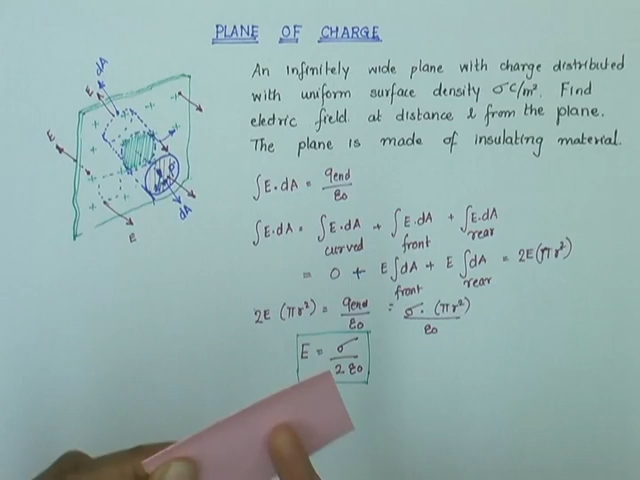 PLANE OF CHARGE
An infinitely wide plane with charge distributed
with uniform surface density σ C/m². Find
electric field at distance r from the plane.
The plane is made of insulating material.
∫E.dA = qend/ε0
∫E.dA = ∫E.dA curved + ∫E.dA front + ∫E.dA rear
= 0 + E∫dA front + E∫dA rear = 2E(πr²)
2E (πr²) = qend/ε0 = σ.(πr²)/ε0
E = σ/2ε0
dA
E
E
dA
E